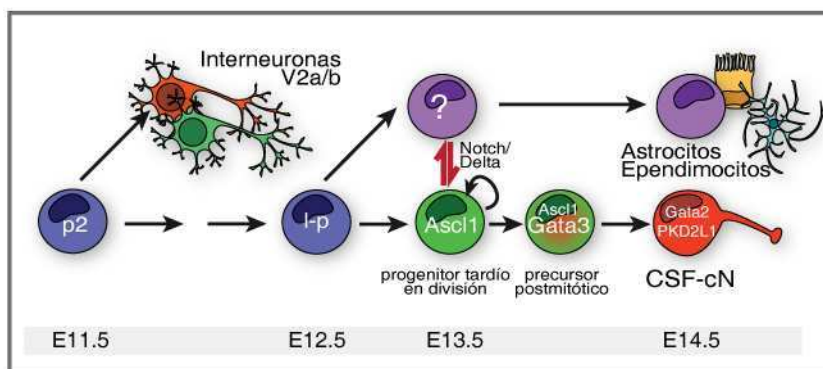 Interneuronas
V2a/b
?
Notch/
Delta
Astrocitos
Ependimocitos
p2
l-p
Ascl1
Ascl1
Gata3
Gata2
PKD2L1
progenitor tardío
en división
precursor
postmitótico
CSF-cN
E11.5
E12.5
E13.5
E14.5